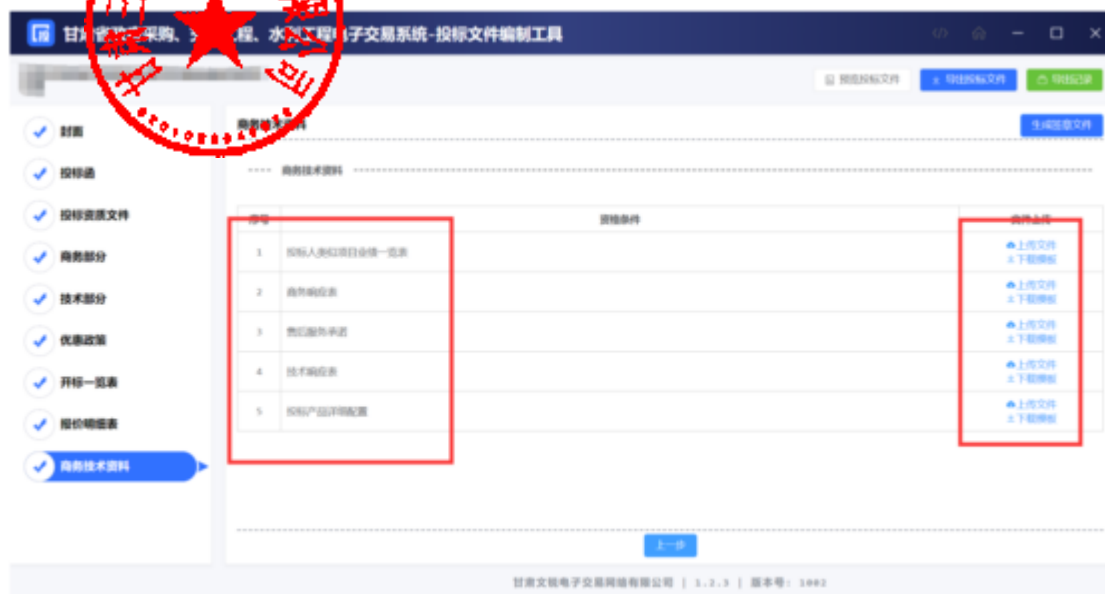 甘肃省政府采购、交 工程、水利工程电子交易系统-投标文件编制工具
预览投标文件 导出投标文件 导出记录
封面
投标函
投标资质文件
商务部分
技术部分
优惠政策
开标一览表
报价明细表
商务技术资料
商务技术资料
生成签章文件
商务技术资料
序号 资格条件 文件上传
1 投标人类似项目业绩一览表 上传文件
下载模板
2 商务响应表 上传文件
下载模板
3 售后服务承诺 上传文件
下载模板
4 技术响应表 上传文件
下载模板
5 投标产品详细配置 上传文件
下载模板
上一步
甘肃文锐电子交易网络有限公司 | 1.2.3 | 版本号: 1002